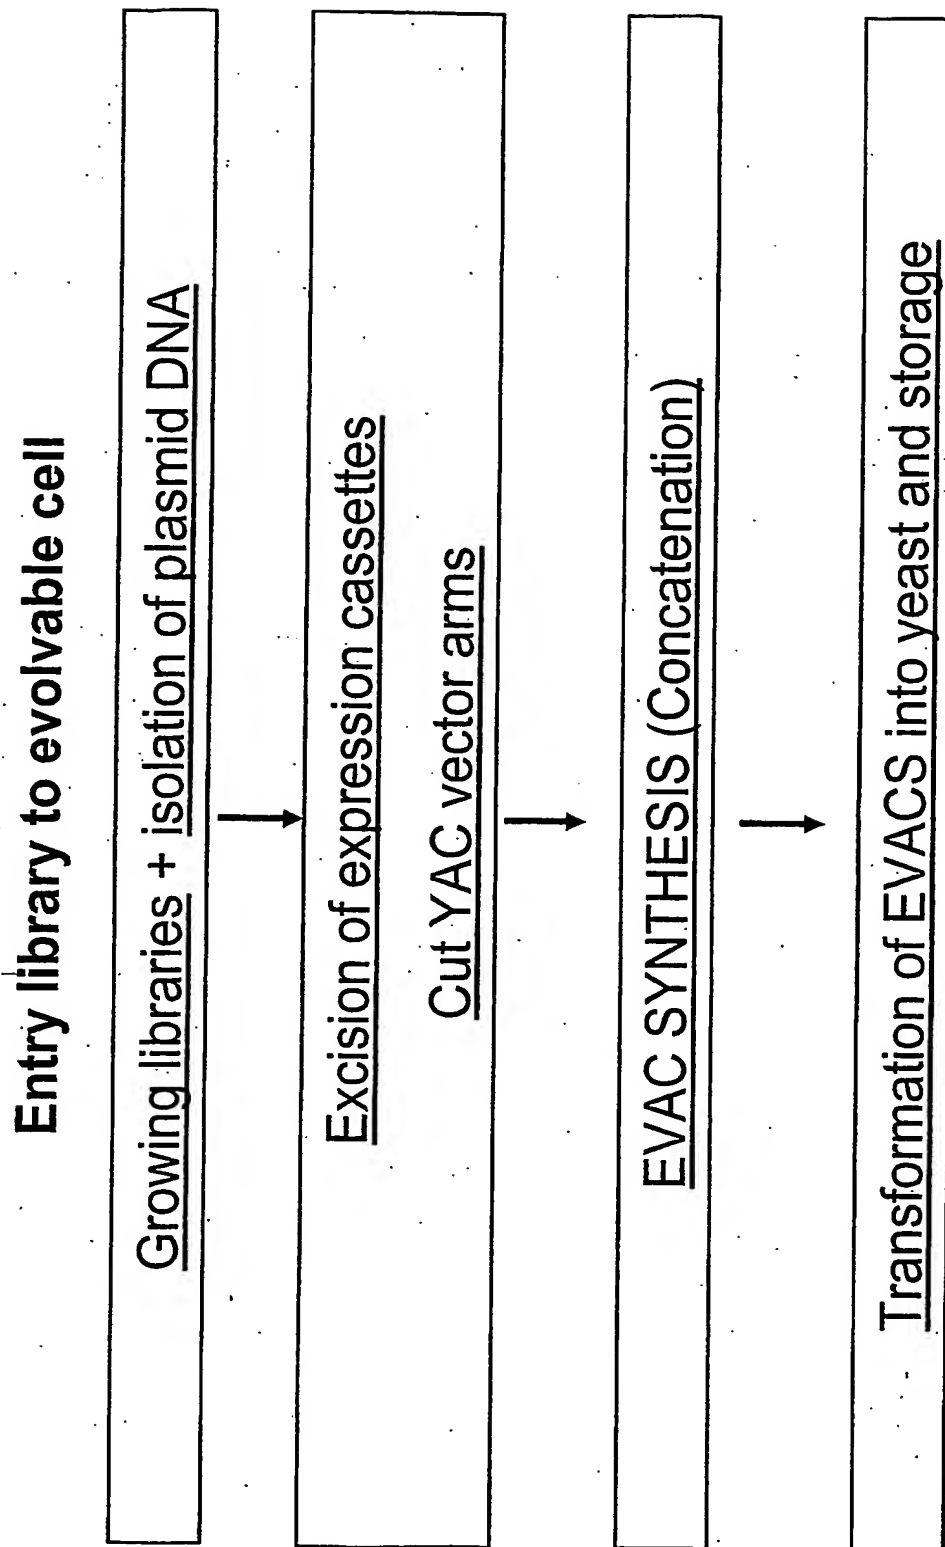 Entry library to evolvable cell
Growing libraries + isolation of plasmid DNA
Excision of expression cassettes
Cut YAC vector arms
EVAC SYNTHESIS (Concatenation)
Transformation of EVACS into yeast and storage